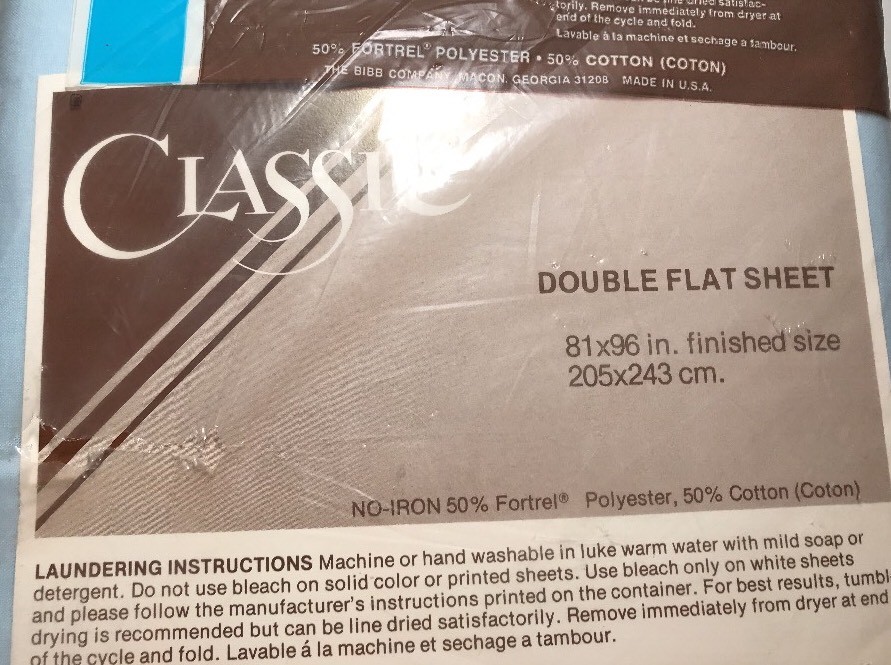 torily. Remove immediately from dryer at
end of the cycle and fold.
Lavable à la machine et sechage a tambour.
50% FORTREL® POLYESTER • 50% COTTON (COTON)
THE BIBB COMPANY, MACON, GEORGIA 31208 MADE IN U.S.A.
CLASSIC
DOUBLE FLAT SHEET
81x96 in. finished size
205x243 cm.
NO-IRON 50% Fortrel® Polyester, 50% Cotton (Coton)
LAUNDERING INSTRUCTIONS Machine or hand washable in luke warm water with mild soap or
detergent. Do not use bleach on solid color or printed sheets. Use bleach only on white sheets
and please follow the manufacturer's instructions printed on the container. For best results, tumbl
drying is recommended but can be line dried satisfactorily. Remove immediately from dryer at end
of the cycle and fold. Lavable á la machine et sechage a tambour.